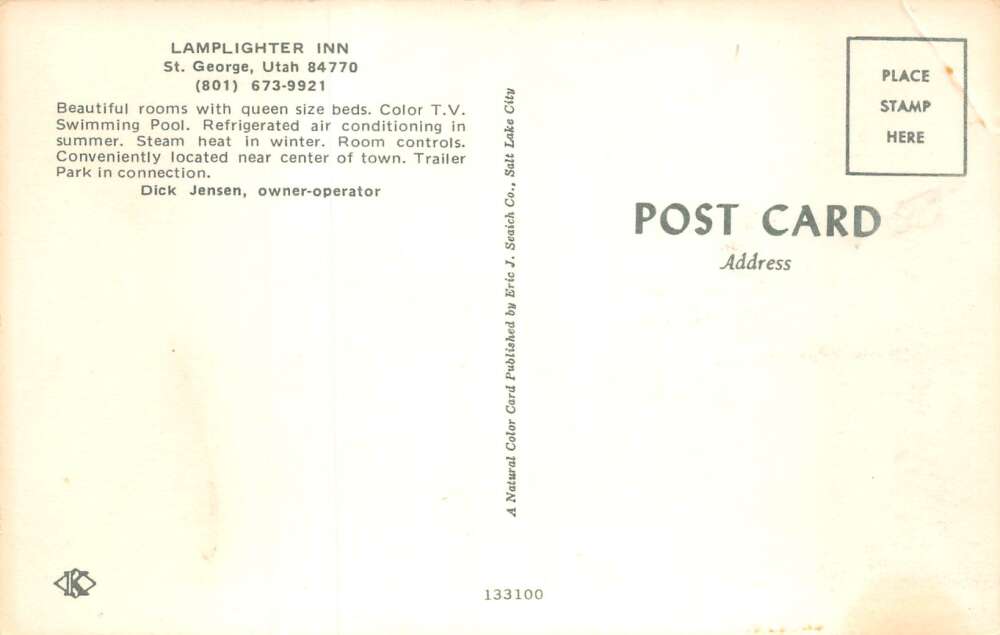 LAMPLIGHTER INN
St. George, Utah 84770
(801) 673-9921
Beautiful rooms with queen size beds. Color T.V.
Swimming Pool. Refrigerated air conditioning in
summer. Steam heat in winter. Room controls.
Conveniently located near center of town. Trailer
Park in connection.
Dick Jensen, owner-operator
A Natural Color Card Published by Eric J. Seaich Co., Salt Lake City
PLACE
STAMP
HERE
POST CARD
Address
K
133100